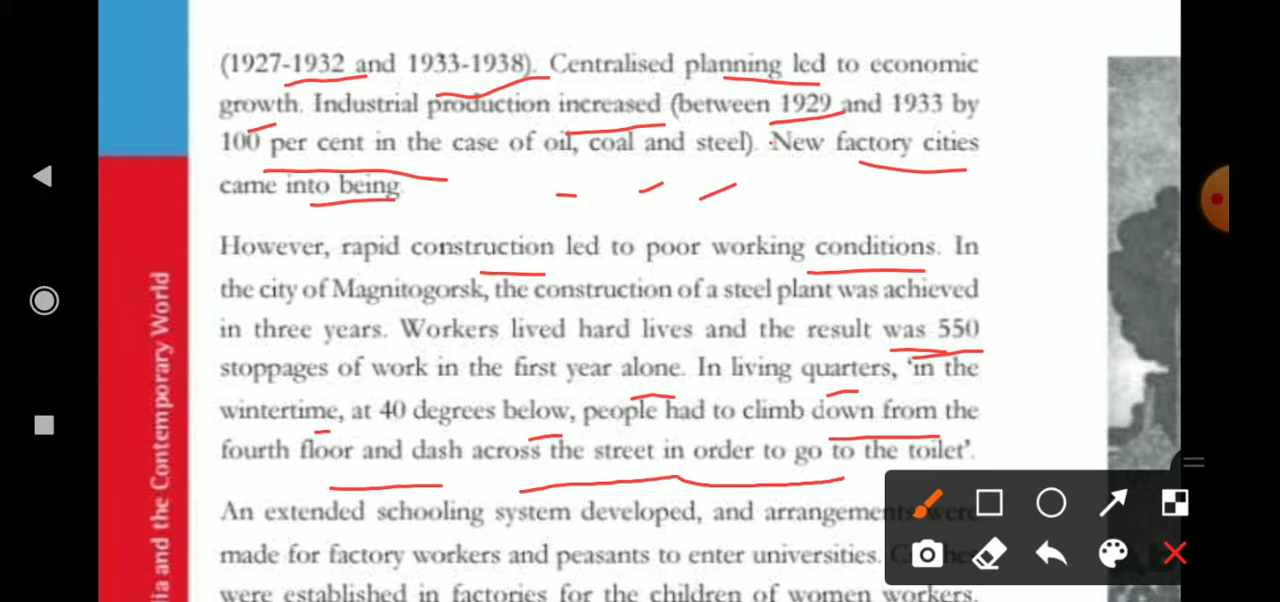 (1927-1932 and 1933-1938). Centralised planning led to economic
growth. Industrial production increased (between 1929 and 1933 by
100 per cent in the case of oil, coal and steel). New factory cities
came into being.
However, rapid construction led to poor working conditions. In
the city of Magnitogorsk, the construction of a steel plant was achieved
in three years. Workers lived hard lives and the result was 550
stoppages of work in the first year alone. In living quarters, ‘in the
wintertime, at 40 degrees below, people had to climb down from the
fourth floor and dash across the street in order to go to the toilet’.
An extended schooling system developed, and arrangements were
made for factory workers and peasants to enter universities.
were established in factories for the children of women workers.
and the Contemporary World